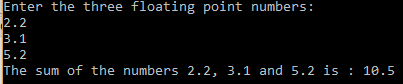 Enter the three floating point numbers:
2.2
3.1
5.2
The sum of the numbers 2.2, 3.1 and 5.2 is : 10.5